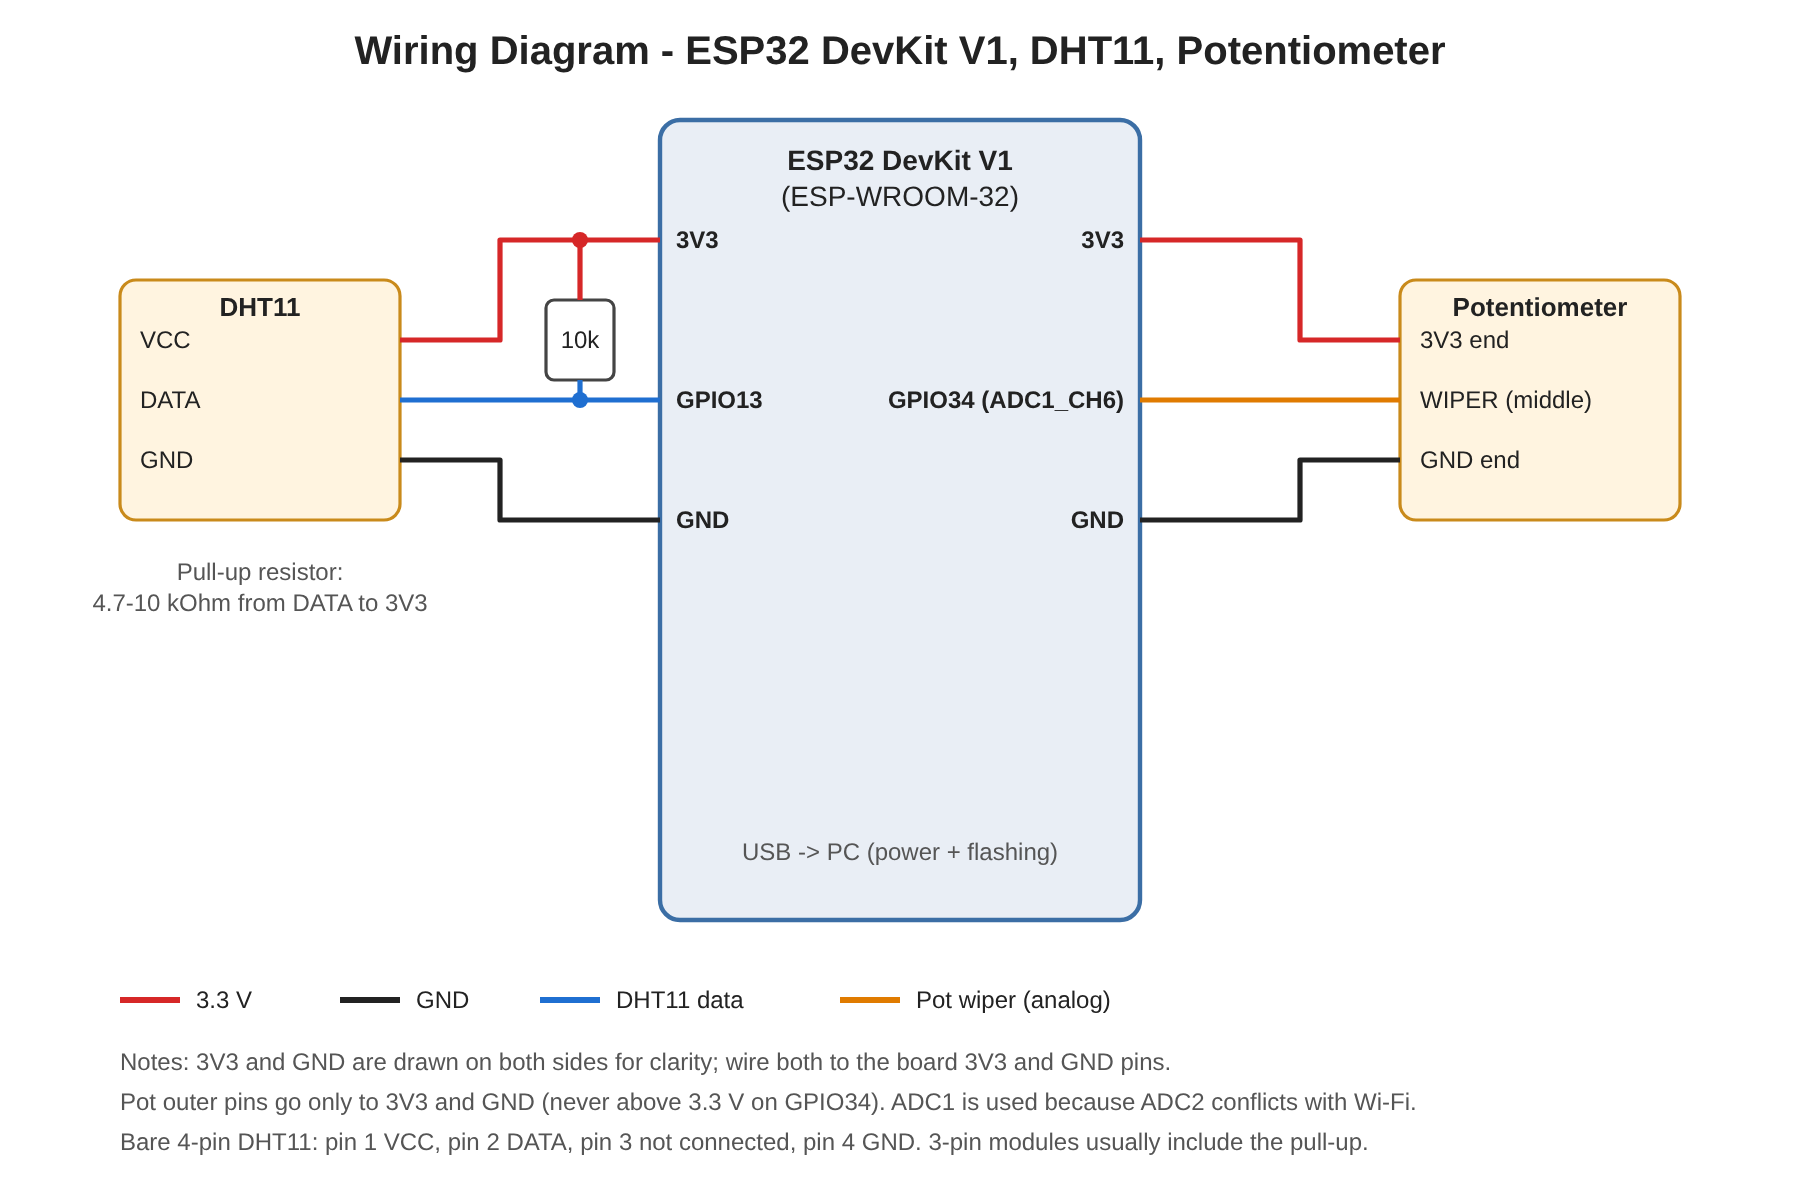 Wiring Diagram - ESP32 DevKit V1, DHT11, Potentiometer
ESP32 DevKit V1
(ESP-WROOM-32)
3V3
3V3
DHT11
Potentiometer
VCC
10k
3V3 end
DATA
GPIO13
GPIO34 (ADC1_CH6)
WIPER (middle)
GND
GND end
GND
GND
Pull-up resistor:
4.7-10 kOhm from DATA to 3V3
USB -> PC (power + flashing)
3.3 V
GND
DHT11 data
Pot wiper (analog)
Notes: 3V3 and GND are drawn on both sides for clarity; wire both to the board 3V3 and GND pins.
Pot outer pins go only to 3V3 and GND (never above 3.3 V on GPIO34). ADC1 is used because ADC2 conflicts with Wi-Fi.
Bare 4-pin DHT11: pin 1 VCC, pin 2 DATA, pin 3 not connected, pin 4 GND. 3-pin modules usually include the pull-up.